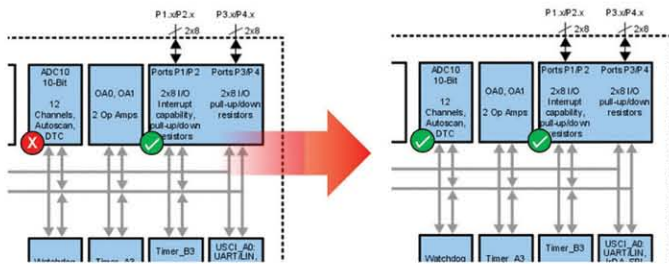 P1.x/P2.x
P3.x/P4.x
2x8
2x8
ADC10
10-Bit
12
Channels,
Autoscan,
DTC
OA0, OA1
2 Op Amps
Ports P1/P2
2x8 I/O
Interrupt
capability,
pull-up/down
resistors
Ports P3/P4
2x8 I/O
pull-up/down
resistors
X
Watchdog
Timer_A3
Timer_B3
USCI_A0:
UART/LIN,
P1.x/P2.x
P3.x/P4.x
2x8
2x8
ADC10
10-Bit
12
Channels,
Autoscan,
DTC
OA0, OA1
2 Op Amps
Ports P1/P2
2x8 I/O
Interrupt
capability,
pull-up/down
resistors
Ports P3/P4
2x8 I/O
pull-up/down
resistors
Watchdog
Timer_A3
Timer_B3
USCI_A0:
UART/LIN,
IrDA, SPI